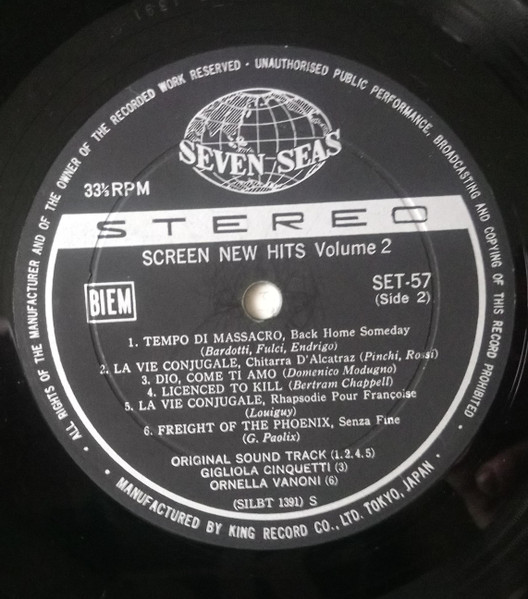 ALL RIGHTS OF THE MANUFACTURER AND OF THE OWNER OF THE RECORDED WORK RESERVED · UNAUTHORISED PUBLIC PERFORMANCE, BROADCASTING AND COPYING OF THIS RECORD PROHIBITED ·
SEVEN SEAS
33⅓RPM
STEREO
SCREEN NEW HITS Volume 2
BIEM
SET-57
(Side 2)
1. TEMPO DI MASSACRO, Back Home Someday
(Bardotti, Fulci, Endrigo)
2. LA VIE CONJUGALE, Chitarra D'Alcatraz (Pinchi, Rossi)
3. DIO, COME TI AMO (Domenico Modugno)
4. LICENCED TO KILL (Bertram Chappell)
5. LA VIE CONJUGALE, Rhapsodie Pour Françoise
(Louiguy)
6. FREIGHT OF THE PHOENIX, Senza Fine
(G. Paolix)
ORIGINAL SOUND TRACK (1.2.4.5)
GIGLIOLA CINQUETTI (3)
ORNELLA VANONI (6)
(SILBT 1391) S
· MANUFACTURED BY KING RECORD CO., LTD. TOKYO, JAPAN ·